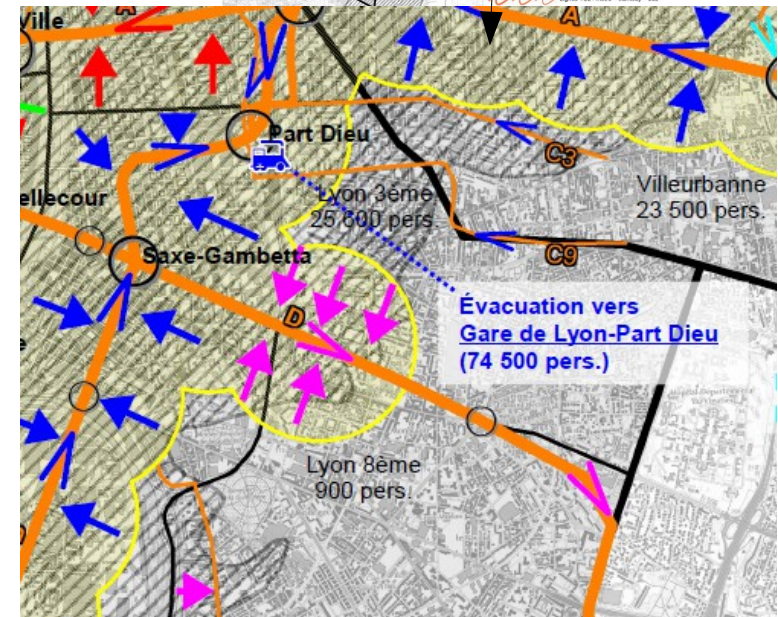 Ville
A
A
Part Dieu
C3
Lyon 3ème
25 600 pers.
Villeurbanne
23 500 pers.
ellecour
Saxe-Gambetta
C9
D
Évacuation vers
Gare de Lyon-Part Dieu
(74 500 pers.)
Lyon 8ème
900 pers.